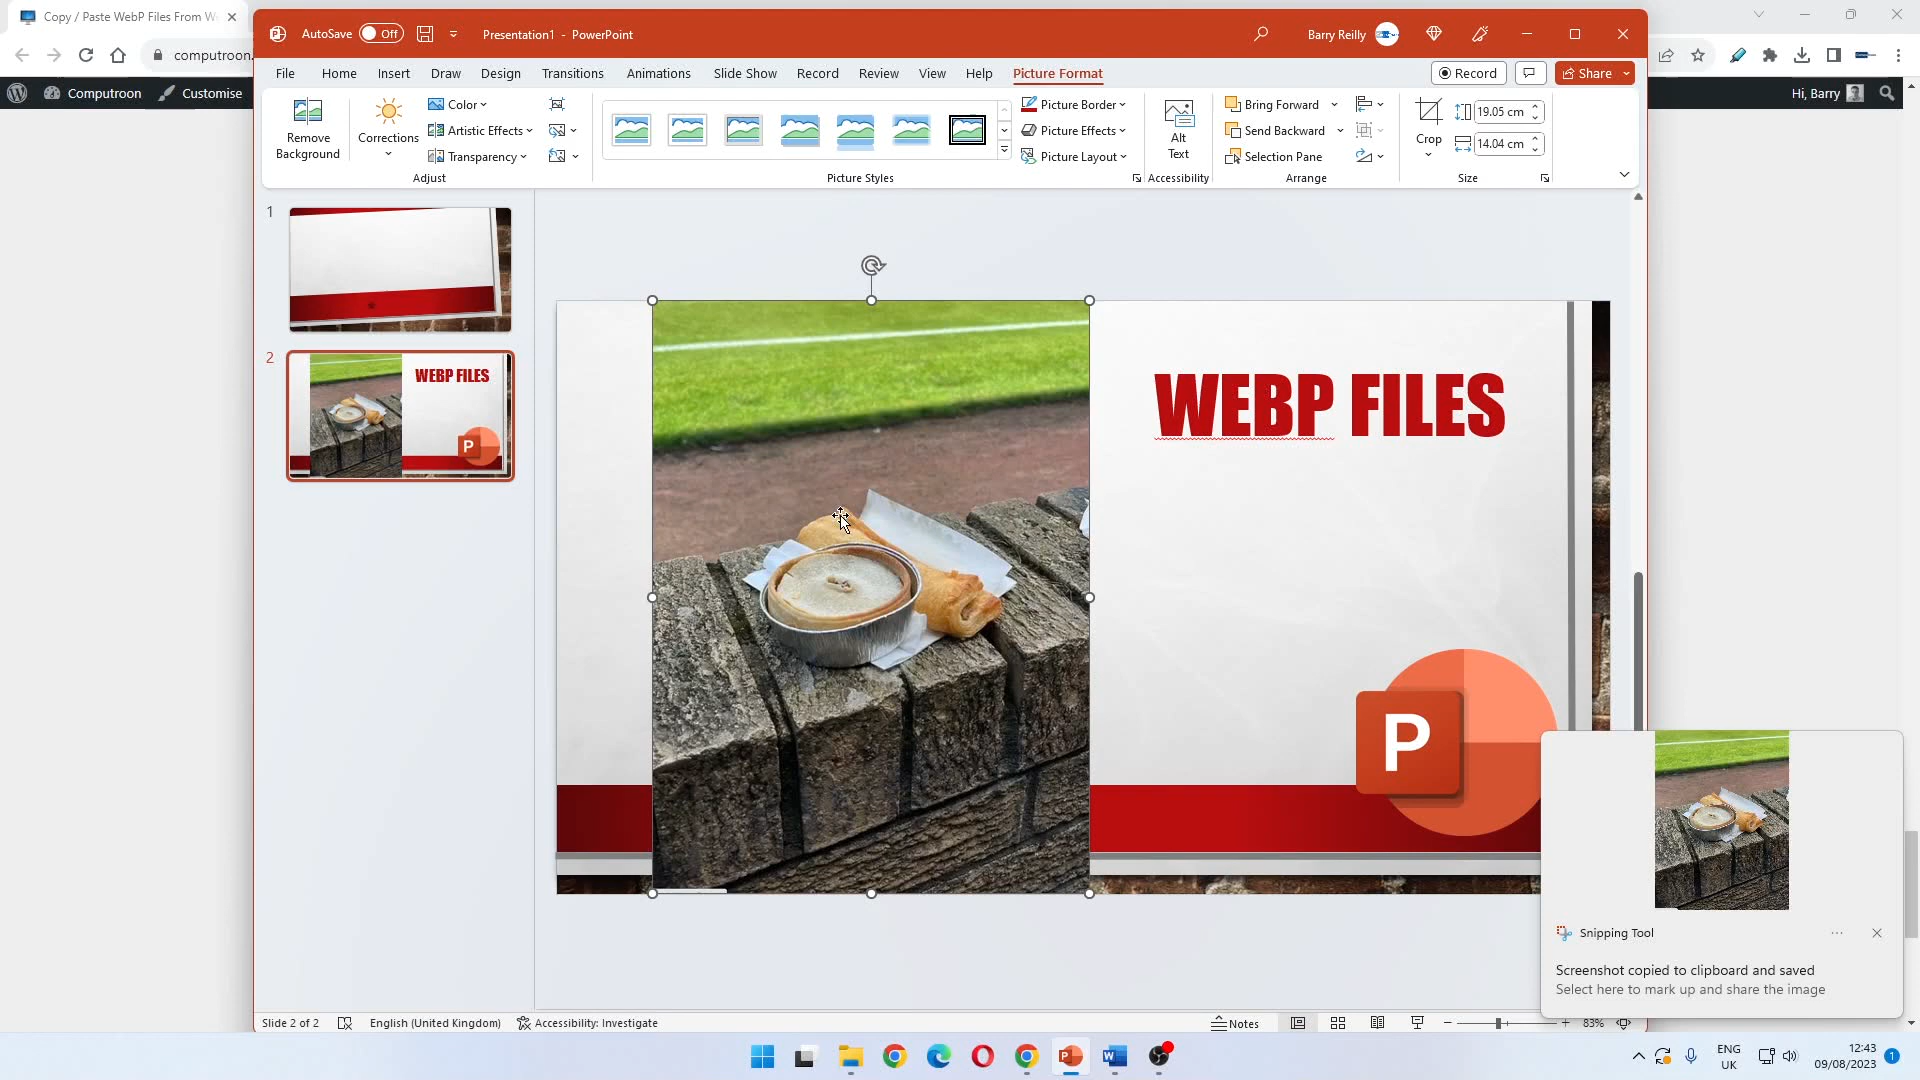 Copy / Paste WebP Files From W
computroon.
Computroon
Customise
Hi, Barry
AutoSave
Off
Presentation1 - PowerPoint
Barry Reilly
File
Home
Insert
Draw
Design
Transitions
Animations
Slide Show
Record
Review
View
Help
Picture Format
Record
Share
Remove
Background
Corrections
Color
Artistic Effects
Transparency
Adjust
Picture Styles
Picture Border
Picture Effects
Picture Layout
Alt
Text
Accessibility
Bring Forward
Send Backward
Selection Pane
Arrange
Crop
19.05 cm
14.04 cm
Size
1
2
WEBP FILES
P
WEBP FILES
P
Snipping Tool
Screenshot copied to clipboard and saved
Select here to mark up and share the image
Slide 2 of 2
English (United Kingdom)
Accessibility: Investigate
Notes
83%
ENG
UK
12:43
09/08/2023
1